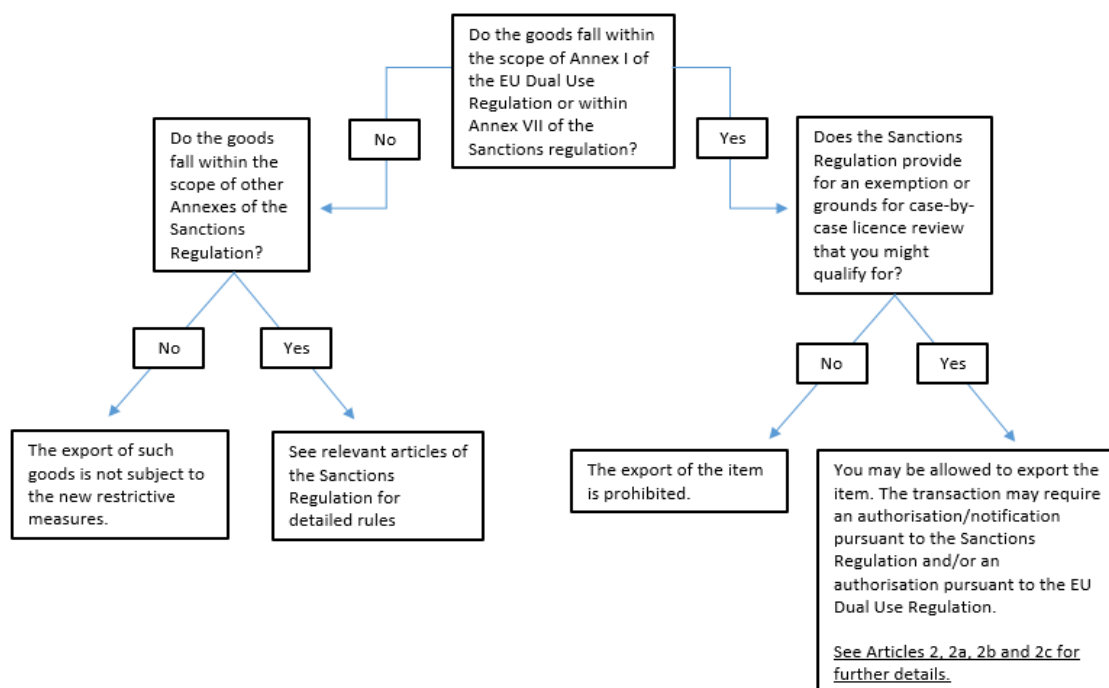 Do the goods fall within
the scope of Annex I of
the EU Dual Use
Regulation or within
Annex VII of the
Sanctions regulation?
No
Yes
Do the goods
fall within the
scope of other
Annexes of the
Sanctions
Regulation?
Does the Sanctions
Regulation provide
for an exemption or
grounds for case-by-
case licence review
that you might
qualify for?
No
Yes
No
Yes
The export of such
goods is not subject to
the new restrictive
measures.
See relevant articles of
the Sanctions
Regulation for
detailed rules
The export of the item
is prohibited.
You may be allowed to export the
item. The transaction may require
an authorisation/notification
pursuant to the Sanctions
Regulation and/or an
authorisation pursuant to the EU
Dual Use Regulation.
See Articles 2, 2a, 2b and 2c for
further details.